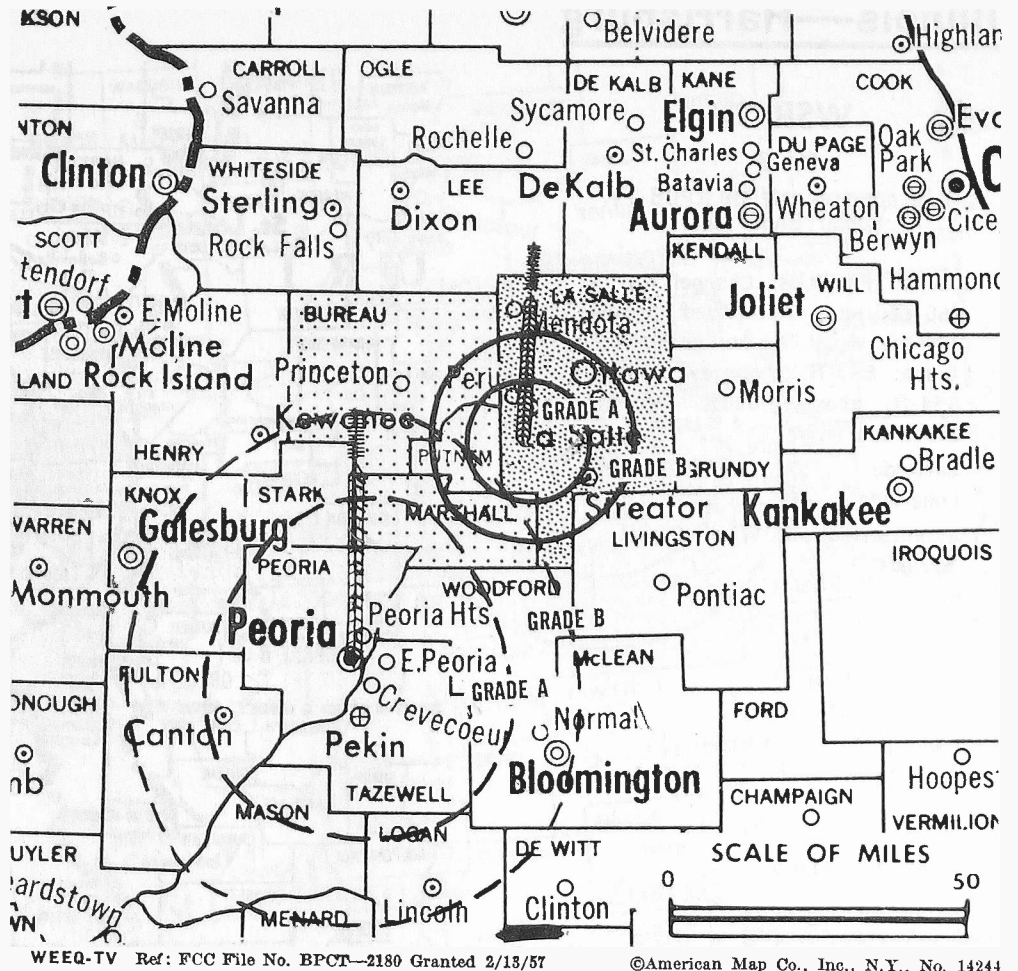 KSON
Belvidere
Highlan
CARROLL
OGLE
DE KALB
KANE
COOK
Savanna
Sycamore
Elgin
Evc
NTON
Rochelle
St. Charles
DU PAGE
Oak
Park
Geneva
Clinton
WHITESIDE
LEE
DeKalb
Batavia
C
Sterling
Dixon
Aurora
Wheaton
Cice
Rock Falls
Berwyn
SCOTT
KENDALL
tendorf
LA SALLE
WILL
Hammond
t
E.Moline
BUREAU
Mendota
Joliet
Moline
Chicago
Hts.
LAND
Rock Island
Princeton
Peru
Ottawa
Morris
Kewanee
GRADE A
La Salle
KANKAKEE
HENRY
PUTNAM
GRADE B
GRUNDY
Bradle
KNOX
STARK
MARSHALL
Streator
Kankakee
WARREN
Galesburg
LIVINGSTON
IROQUOIS
PEORIA
Monmouth
WOODFORD
Pontiac
Peoria
Peoria Hts.
GRADE B
E.Peoria
McLEAN
FULTON
GRADE A
ONOUGH
Crevecoeur
Normal
FORD
Canton
Pekin
mb
Bloomington
Hoopes
TAZEWELL
CHAMPAIGN
MASON
VERMILION
LOGAN
UYLER
DE WITT
SCALE OF MILES
eardstown
0
50
WN
MENARD
Lincoln
Clinton
WEEQ-TV Ref: FCC File No. BPCT—2180 Granted 2/13/57
©American Map Co., Inc., N.Y., No. 14244